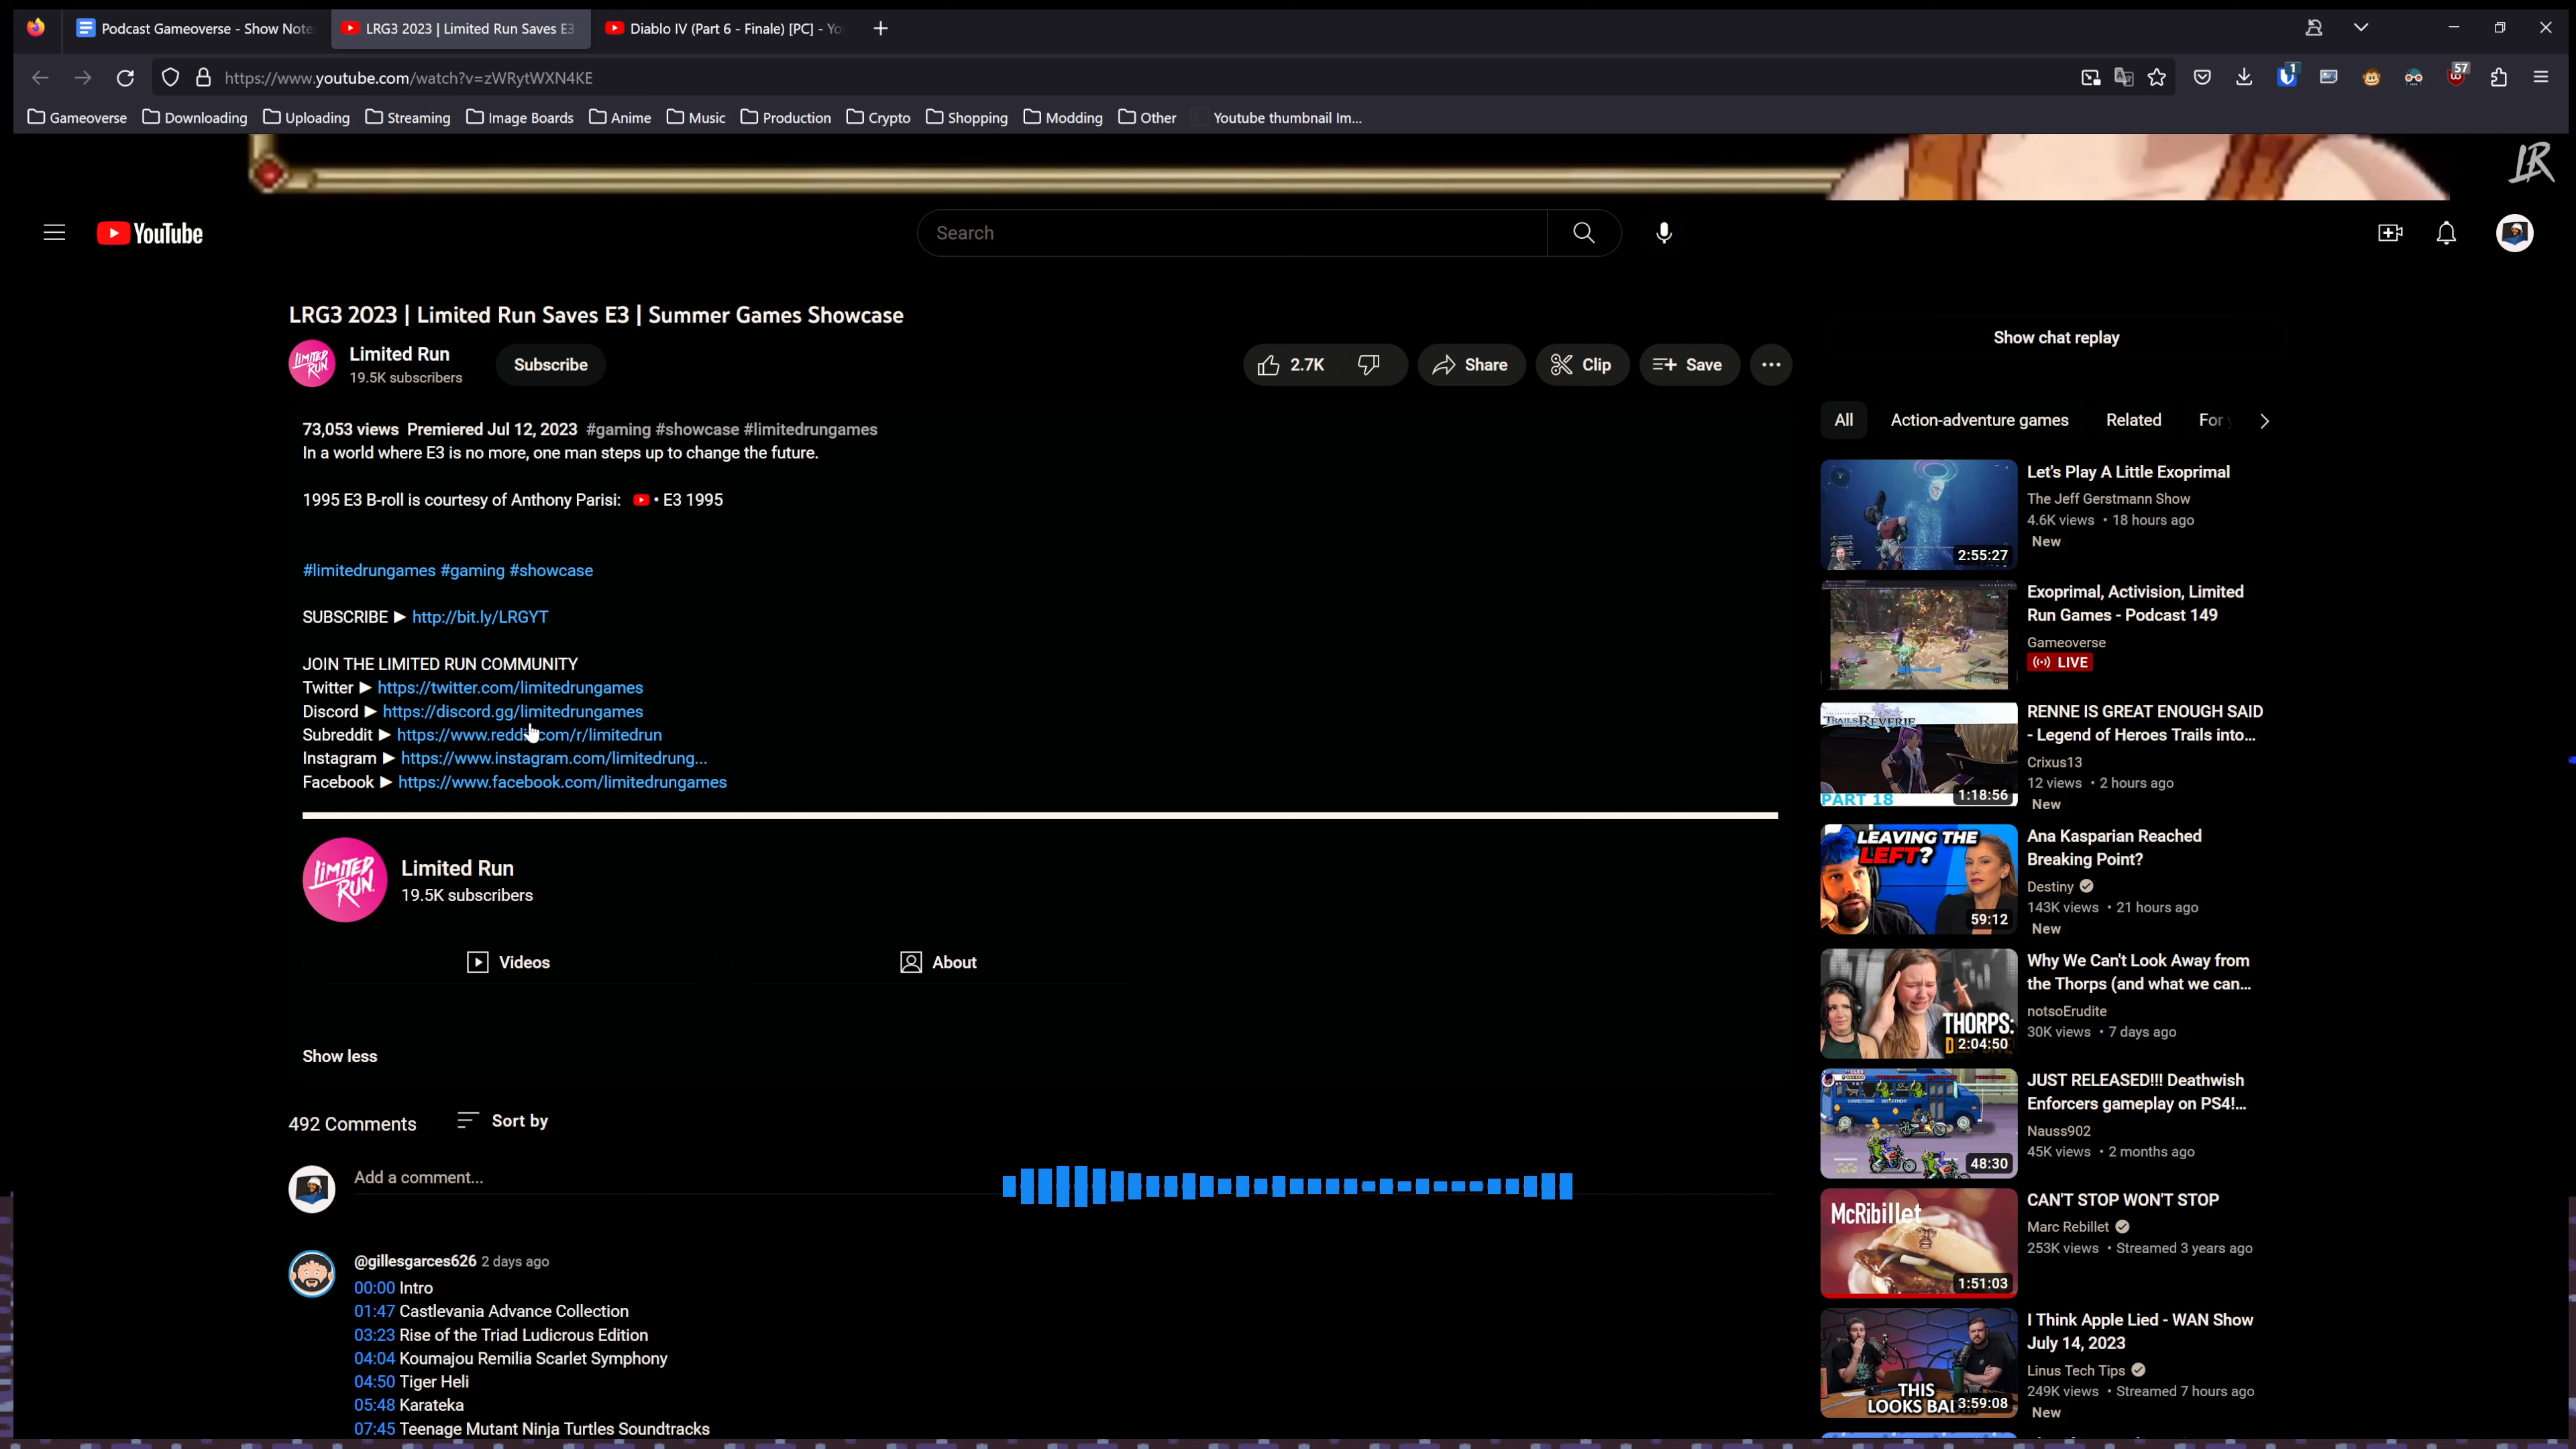 Podcast Gameoverse - Show Note
LRG3 2023 | Limited Run Saves E3
Diablo IV (Part 6 - Finale) [PC] - Yo
https://www.youtube.com/watch?v=zWRytWXN4KE
1
57
Gameoverse
Downloading
Uploading
Streaming
Image Boards
Anime
Music
Production
Crypto
Shopping
Modding
Other
Youtube thumbnail Im...
LR
YouTube
Search
LRG3 2023 | Limited Run Saves E3 | Summer Games Showcase
LIMITED RUN.
Limited Run
19.5K subscribers
Subscribe
2.7K
Share
Clip
Save
73,053 views Premiered Jul 12, 2023 #gaming #showcase #limitedrungames
In a world where E3 is no more, one man steps up to change the future.
1995 E3 B-roll is courtesy of Anthony Parisi: • E3 1995
#limitedrungames #gaming #showcase
SUBSCRIBE ► http://bit.ly/LRGYT
JOIN THE LIMITED RUN COMMUNITY
Twitter ► https://twitter.com/limitedrungames
Discord ► https://discord.gg/limitedrungames
Subreddit ► https://www.reddit.com/r/limitedrun
Instagram ► https://www.instagram.com/limitedrung...
Facebook ► https://www.facebook.com/limitedrungames
LIMITED RUN.
Limited Run
19.5K subscribers
Videos
About
Show less
492 Comments
Sort by
Add a comment...
@gillesgarces626 2 days ago
00:00 Intro
01:47 Castlevania Advance Collection
03:23 Rise of the Triad Ludicrous Edition
04:04 Koumajou Remilia Scarlet Symphony
04:50 Tiger Heli
05:48 Karateka
07:45 Teenage Mutant Ninja Turtles Soundtracks
Show chat replay
All
Action-adventure games
Related
For
2:55:27
Let's Play A Little Exoprimal
The Jeff Gerstmann Show
4.6K views • 18 hours ago
New
Exoprimal, Activision, Limited
Run Games - Podcast 149
Gameoverse
LIVE
TRAILS REVERIE
PART 18
1:18:56
RENNE IS GREAT ENOUGH SAID
- Legend of Heroes Trails into...
Crixus13
12 views • 2 hours ago
New
LEAVING THE
LEFT?
59:12
Ana Kasparian Reached
Breaking Point?
Destiny
143K views • 21 hours ago
New
THORPS:
2:04:50
Why We Can't Look Away from
the Thorps (and what we can...
notsoErudite
30K views • 7 days ago
48:30
JUST RELEASED!!! Deathwish
Enforcers gameplay on PS4!...
Nauss902
45K views • 2 months ago
McRibillet
1:51:03
CAN'T STOP WON'T STOP
Marc Rebillet
253K views • Streamed 3 years ago
THIS
LOOKS BAD
3:59:08
I Think Apple Lied - WAN Show
July 14, 2023
Linus Tech Tips
249K views • Streamed 7 hours ago
New